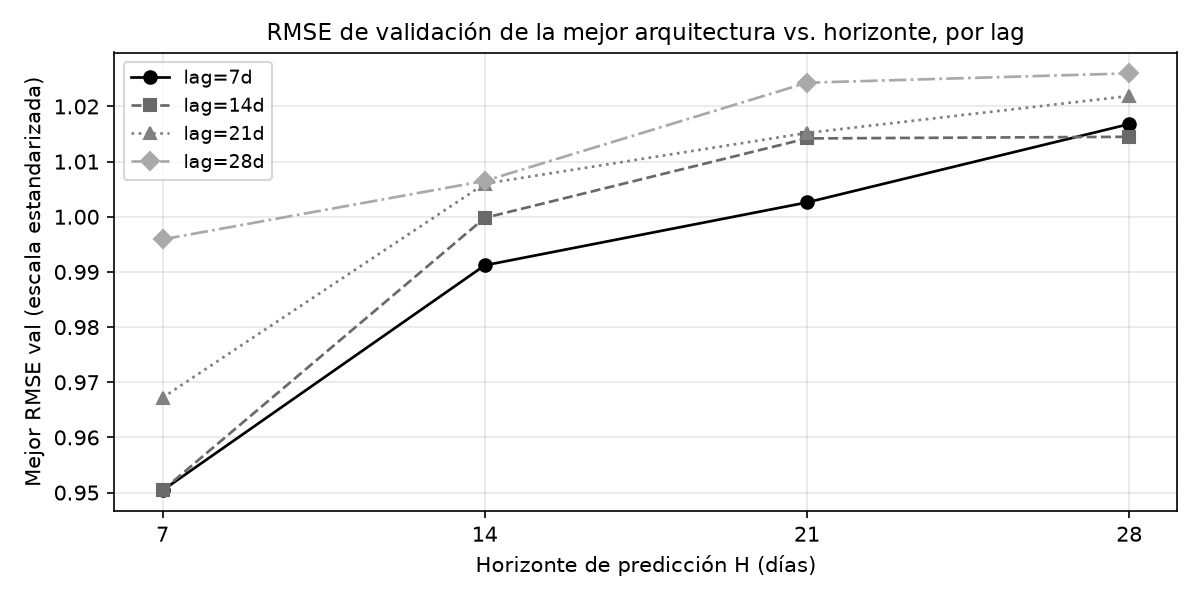 RMSE de validación de la mejor arquitectura vs. horizonte, por lag
Mejor RMSE val (escala estandarizada)
lag=7d
lag=14d
lag=21d
lag=28d
1.02
1.01
1.00
0.99
0.98
0.97
0.96
0.95
7
14
21
28
Horizonte de predicción H (días)